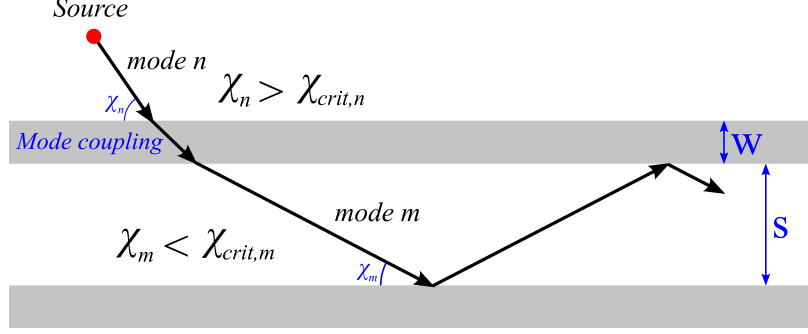 Source
mode n
χn
χn > χcrit,n
Mode coupling
W
mode m
χm < χcrit,m
χm
S